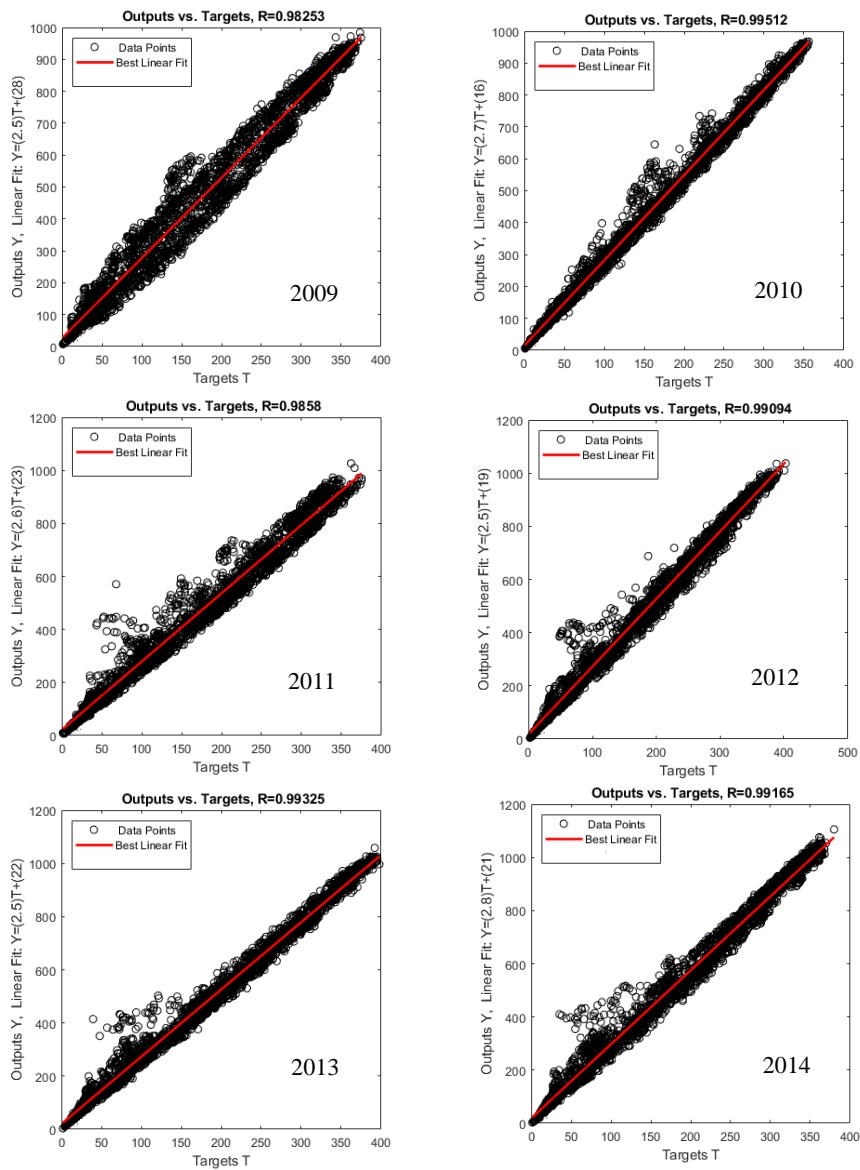 Outputs vs. Targets, R=0.98253
Outputs Y, Linear Fit: Y=(2.5)T+(28)
1000
900
800
700
600
500
400
300
200
100
0
Data Points
Best Linear Fit
2009
0 50 100 150 200 250 300 350 400
Targets T
Outputs vs. Targets, R=0.99512
Outputs Y, Linear Fit: Y=(2.7)T+(16)
1000
900
800
700
600
500
400
300
200
100
0
Data Points
Best Linear Fit
2010
0 50 100 150 200 250 300 350 400
Targets T
Outputs vs. Targets, R=0.9858
Outputs Y, Linear Fit: Y=(2.6)T+(23)
1200
1000
800
600
400
200
0
Data Points
Best Linear Fit
2011
0 50 100 150 200 250 300 350 400
Targets T
Outputs vs. Targets, R=0.99094
Outputs Y, Linear Fit: Y=(2.5)T+(19)
1200
1000
800
600
400
200
0
Data Points
Best Linear Fit
2012
0 100 200 300 400 500
Targets T
Outputs vs. Targets, R=0.99325
Outputs Y, Linear Fit: Y=(2.5)T+(22)
1200
1000
800
600
400
200
0
Data Points
Best Linear Fit
2013
0 50 100 150 200 250 300 350 400
Targets T
Outputs vs. Targets, R=0.99165
Outputs Y, Linear Fit: Y=(2.8)T+(21)
1200
1000
800
600
400
200
0
Data Points
Best Linear Fit
2014
0 50 100 150 200 250 300 350 400
Targets T